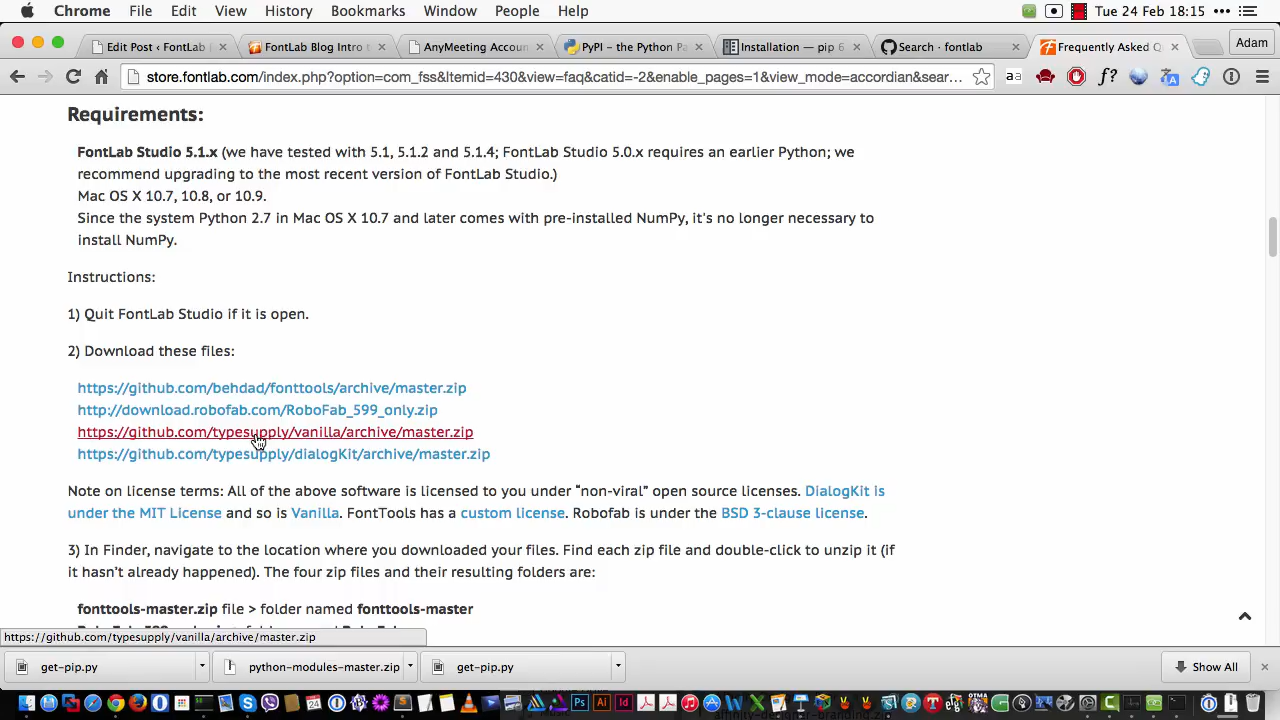 Chrome File Edit View History Bookmarks Window People Help Tue 24 Feb 18:15
Edit Post ‹ FontLab
FontLab Blog Intro
AnyMeeting Accou
PyPI – the Python Pa
Installation — pip 6
Search · fontlab
Frequently Asked Q
Adam
store.fontlab.com/index.php?option=com_fss&Itemid=430&view=faq&catid=-2&enable_pages=1&view_mode=accordian&sear...
Requirements:
FontLab Studio 5.1.x (we have tested with 5.1, 5.1.2 and 5.1.4; FontLab Studio 5.0.x requires an earlier Python; we
recommend upgrading to the most recent version of FontLab Studio.)
Mac OS X 10.7, 10.8, or 10.9.
Since the system Python 2.7 in Mac OS X 10.7 and later comes with pre-installed NumPy, it's no longer necessary to
install NumPy.
Instructions:
1) Quit FontLab Studio if it is open.
2) Download these files:
https://github.com/behdad/fonttools/archive/master.zip
http://download.robofab.com/RoboFab_599_only.zip
https://github.com/typesupply/vanilla/archive/master.zip
https://github.com/typesupply/dialogKit/archive/master.zip
Note on license terms: All of the above software is licensed to you under “non-viral” open source licenses. DialogKit is
under the MIT License and so is Vanilla. FontTools has a custom license. Robofab is under the BSD 3-clause license.
3) In Finder, navigate to the location where you downloaded your files. Find each zip file and double-click to unzip it (if
it hasn’t already happened). The four zip files and their resulting folders are:
fonttools-master.zip file > folder named fonttools-master
https://github.com/typesupply/vanilla/archive/master.zip
get-pip.py
python-modules-master.zip
get-pip.py
Show All